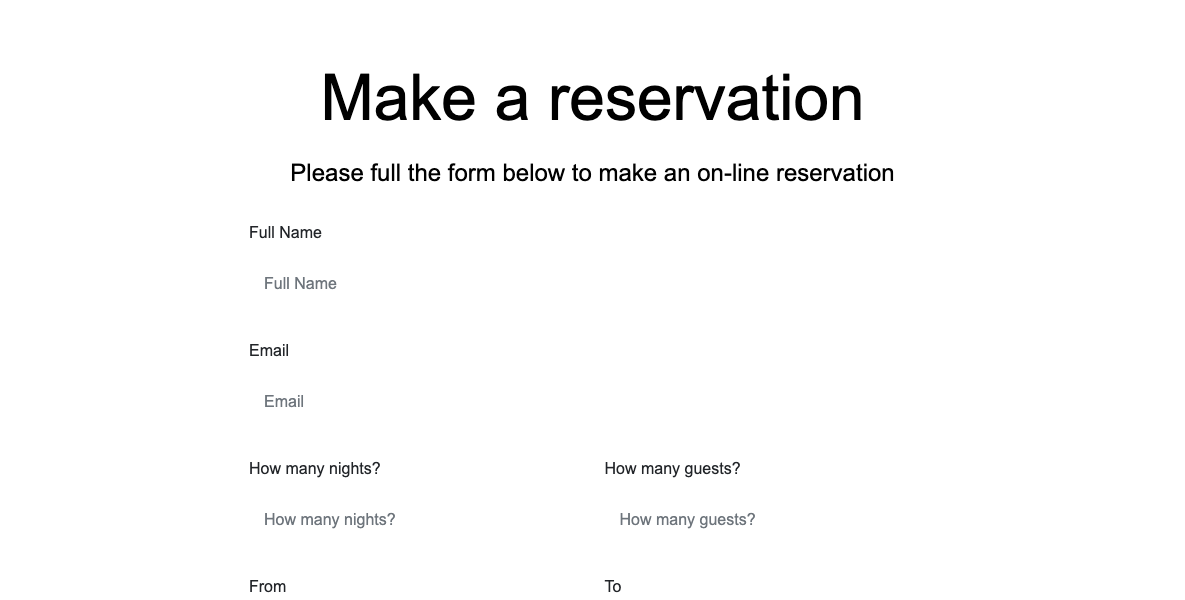 Make a reservation
Please full the form below to make an on-line reservation
Full Name
Full Name
Email
Email
How many nights? How many guests?
How many nights? How many guests?
From To